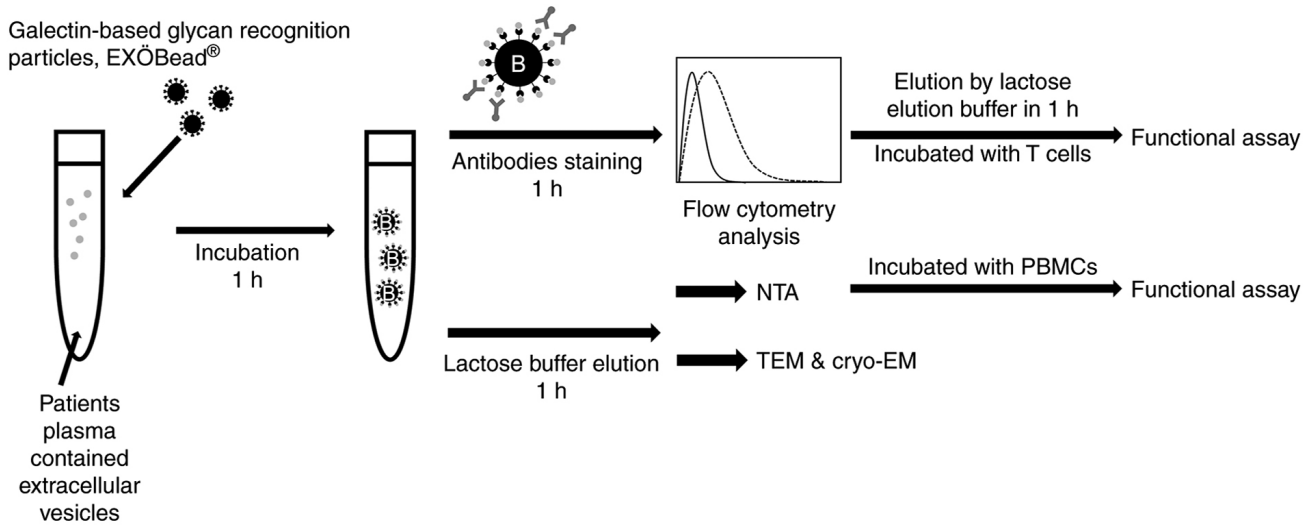 Galectin-based glycan recognition
particles, EXÖBead®
B
Elution by lactose
elution buffer in 1 h
Functional assay
Antibodies staining
1 h
Incubated with T cells
Flow cytometry
analysis
B
B
B
Incubation
1 h
Incubated with PBMCs
NTA
Functional assay
Lactose buffer elution
1 h
TEM & cryo-EM
Patients
plasma
contained
extracellular
vesicles